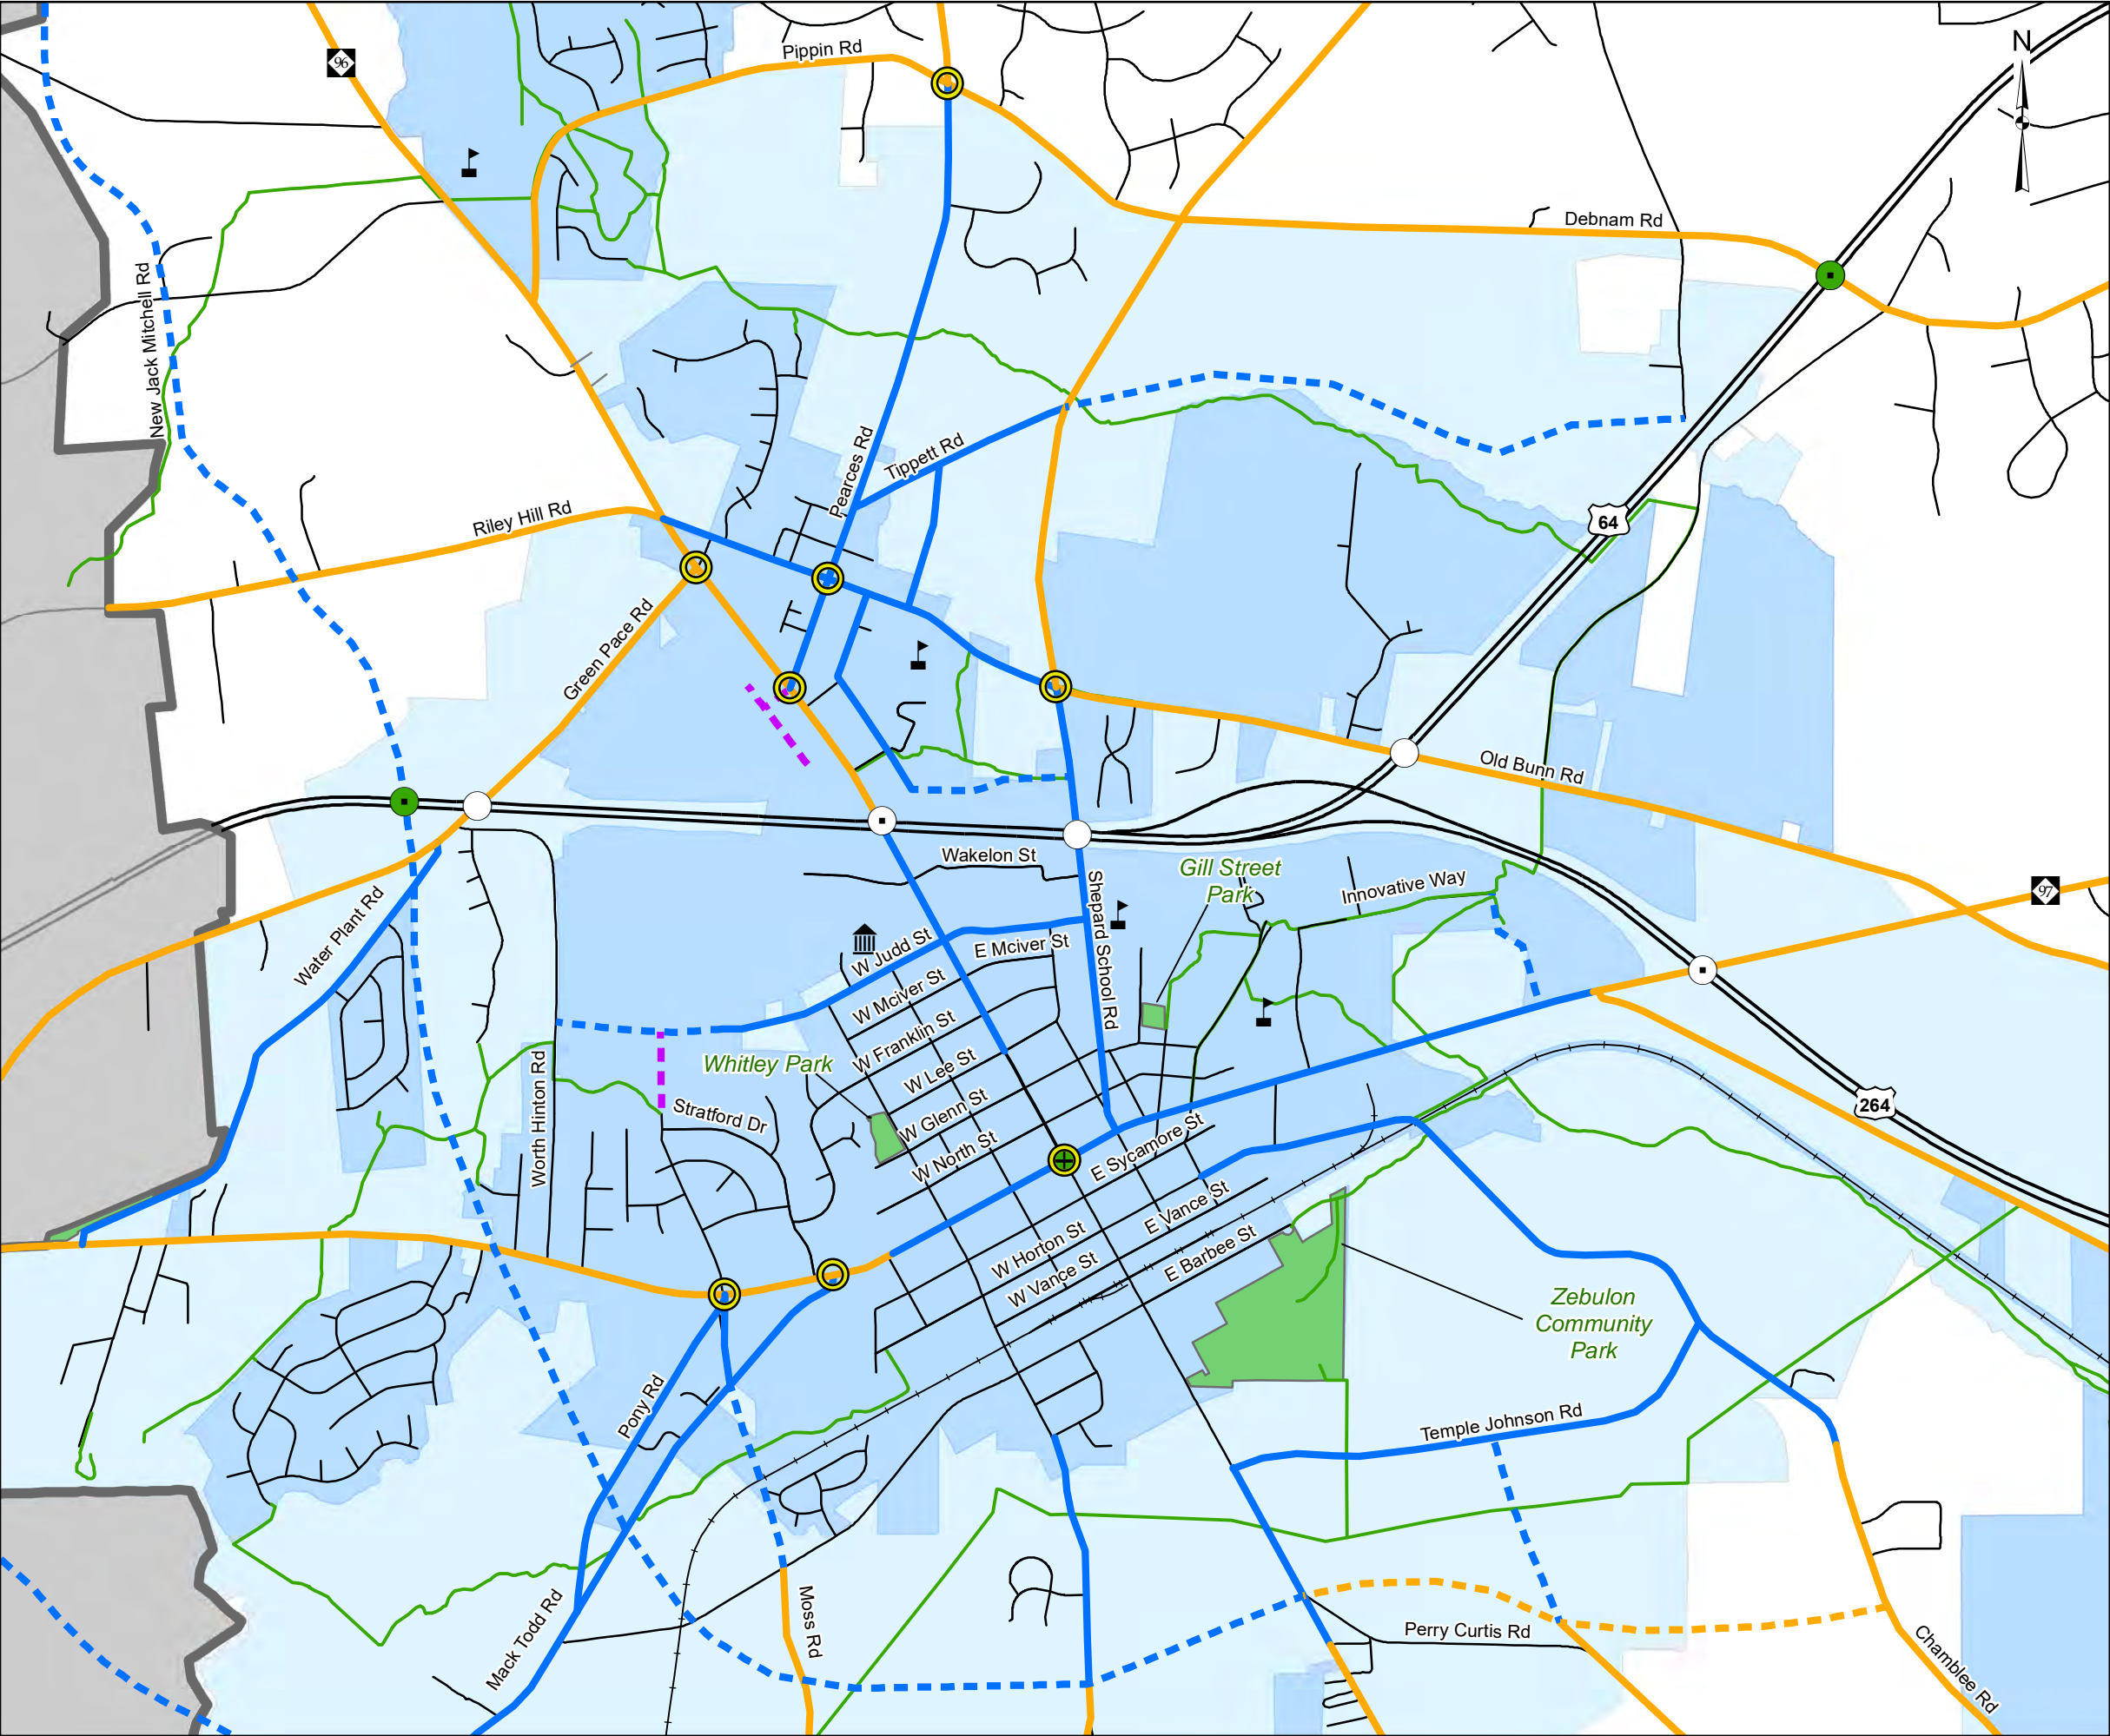 N
Pippin Rd
96
Debnam Rd
New Jack Mitchell Rd
Pearces Rd
Tippett Rd
Riley Hill Rd
64
Green Pace Rd
Old Bunn Rd
Wakelon St
Gill Street
Park
Innovative Way
97
Water Plant Rd
Shepard School Rd
W Judd St
E Mciver St
W Mciver St
W Franklin St
Whitley Park
W Lee St
Worth Hinton Rd
Stratford Dr
W Glenn St
W North St
E Sycamore St
264
E Vance St
W Horton St
W Vance St
E Barbee St
Zebulon
Community
Park
Pony Rd
Temple Johnson Rd
Mack Todd Rd
Moss Rd
Perry Curtis Rd
Chamblee Rd